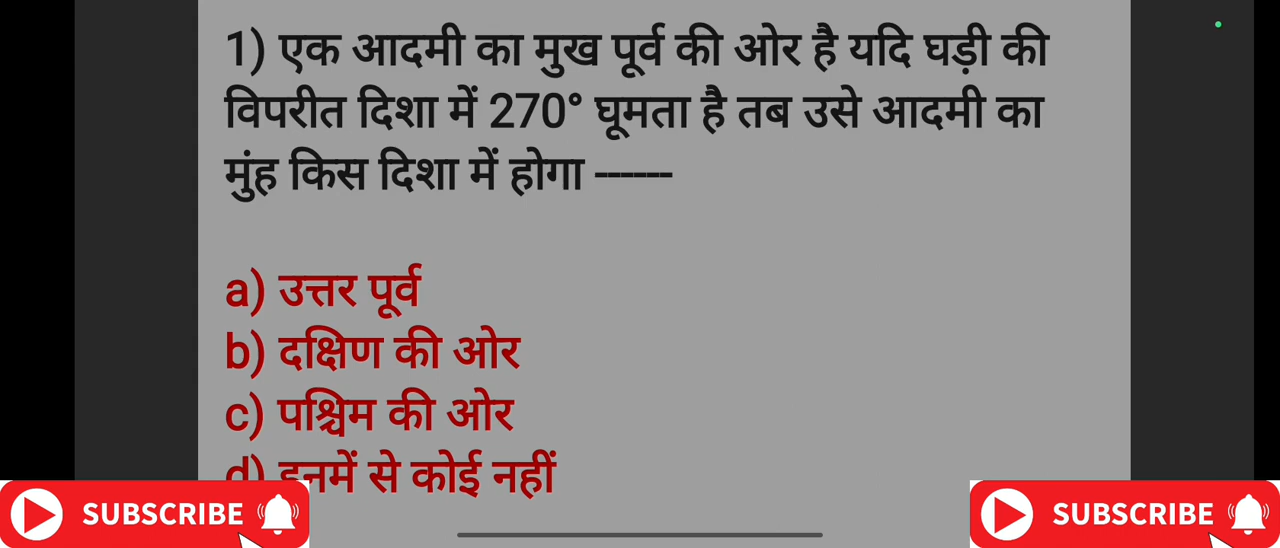 1) एक आदमी का मुख पूर्व की ओर है यदि घड़ी की
विपरीत दिशा में 270° घूमता है तब उसे आदमी का
मुंह किस दिशा में होगा ------
a) उत्तर पूर्व
b) दक्षिण की ओर
c) पश्चिम की ओर
d) इनमें से कोई नहीं
SUBSCRIBE
SUBSCRIBE